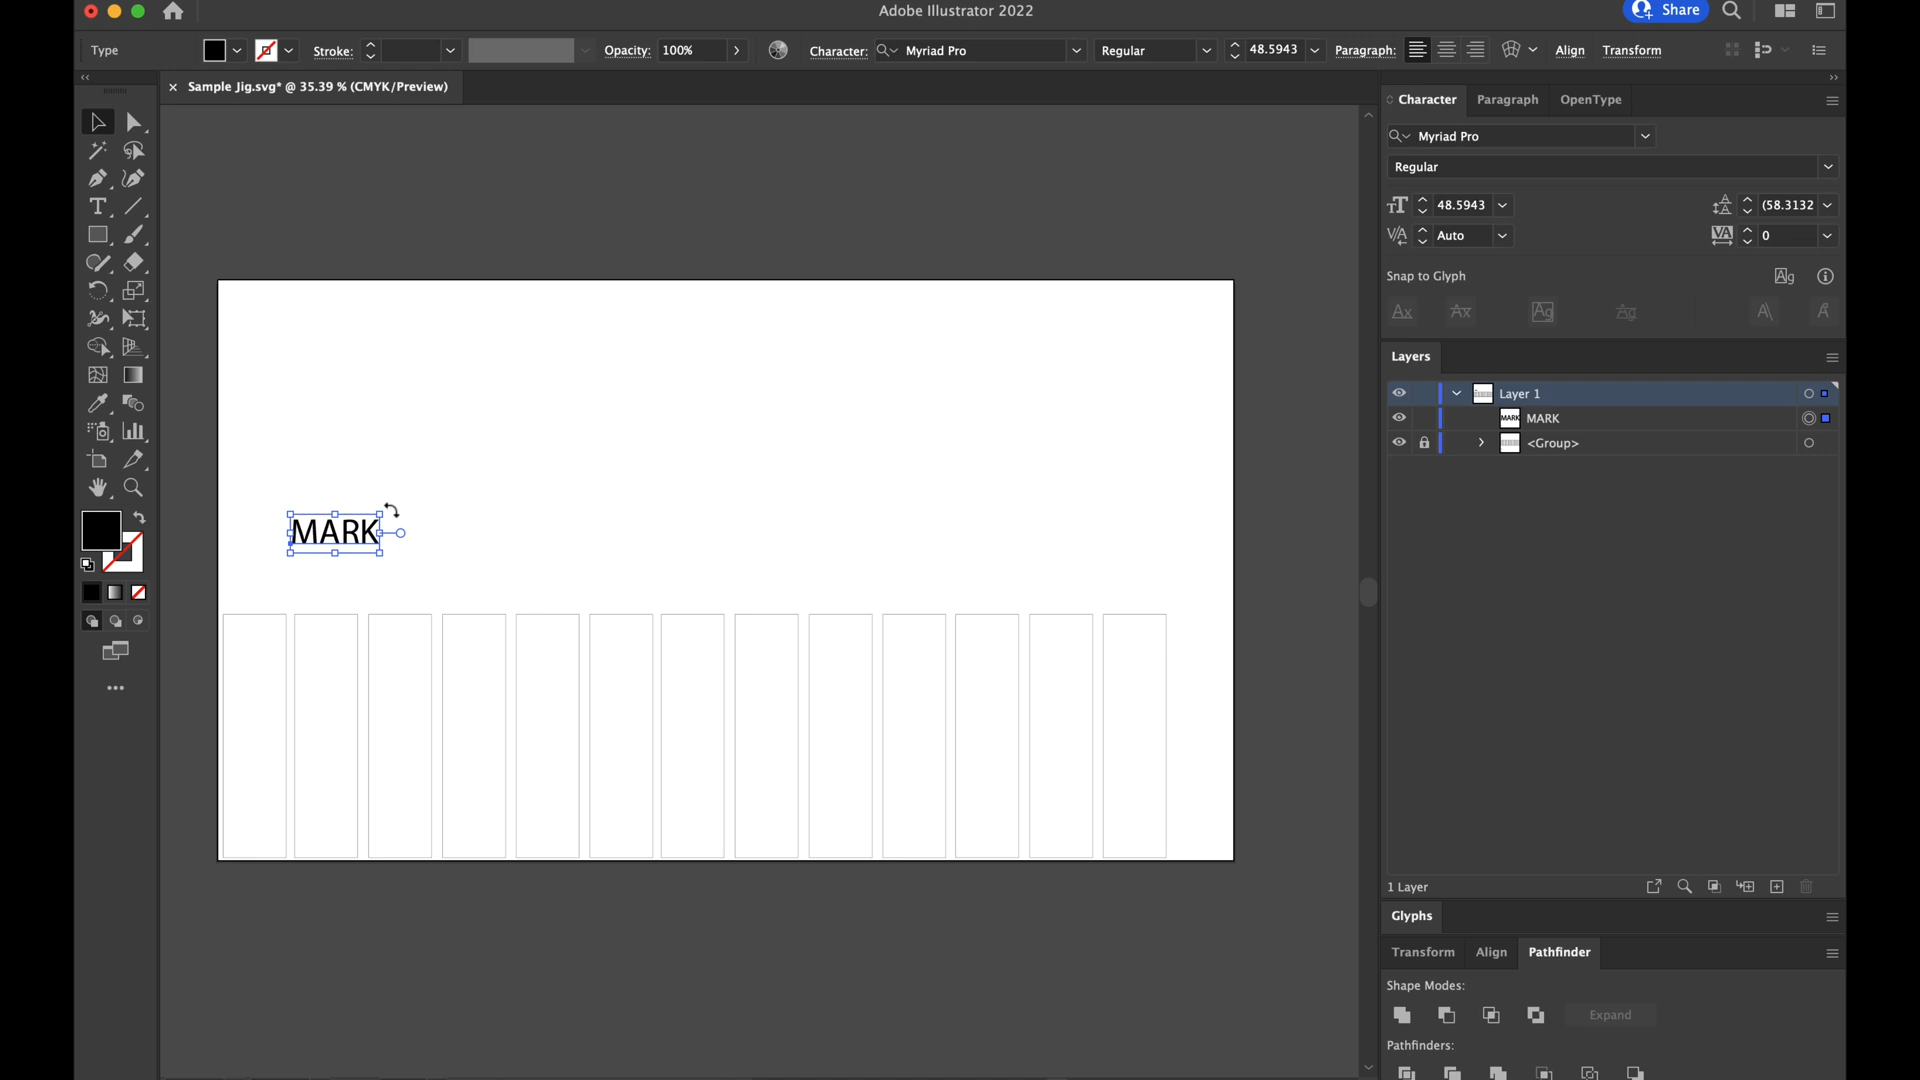 Adobe Illustrator 2022
Share
Type
Stroke:
Opacity:
100%
Character:
Myriad Pro
Regular
48.5943
Paragraph:
Align
Transform
× Sample Jig.svg* @ 35.39 % (CMYK/Preview)
Character
Paragraph
OpenType
Myriad Pro
Regular
48.5943
(58.3132
Auto
0
Snap to Glyph
Layers
Layer 1
MARK
MARK
<Group>
MARK
1 Layer
Glyphs
Transform
Align
Pathfinder
Shape Modes:
Expand
Pathfinders: